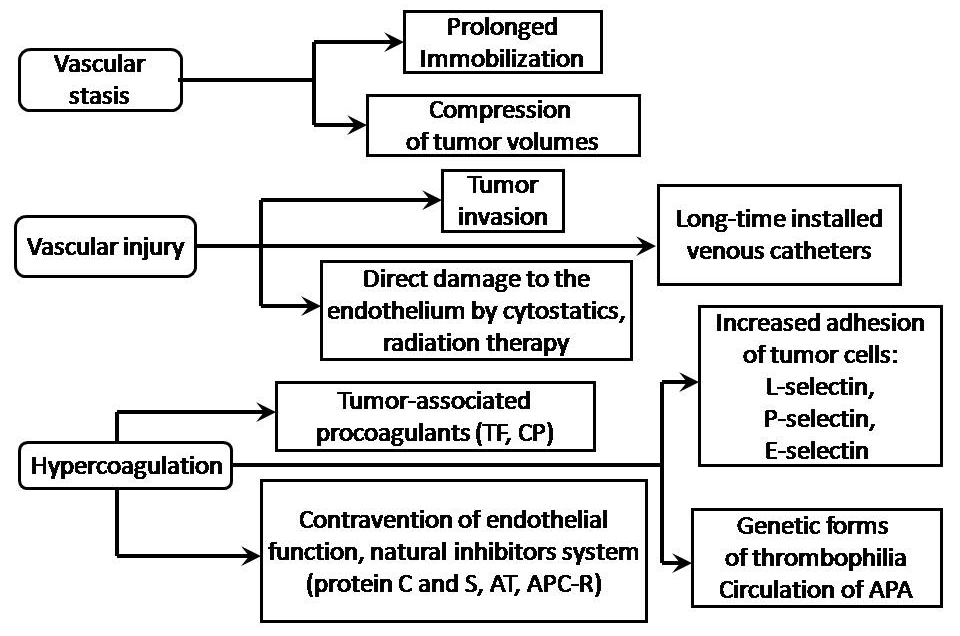 Vascular
stasis
Prolonged
Immobilization
Compression
of tumor volumes
Vascular injury
Tumor
invasion
Long-time installed
venous catheters
Direct damage to the
endothelium by cytostatics,
radiation therapy
Hypercoagulation
Tumor-associated
procoagulants (TF, CP)
Increased adhesion
of tumor cells:
L-selectin,
P-selectin,
E-selectin
Contravention of endothelial
function, natural inhibitors system
(protein C and S, AT, APC-R)
Genetic forms
of thrombophilia
Circulation of APA